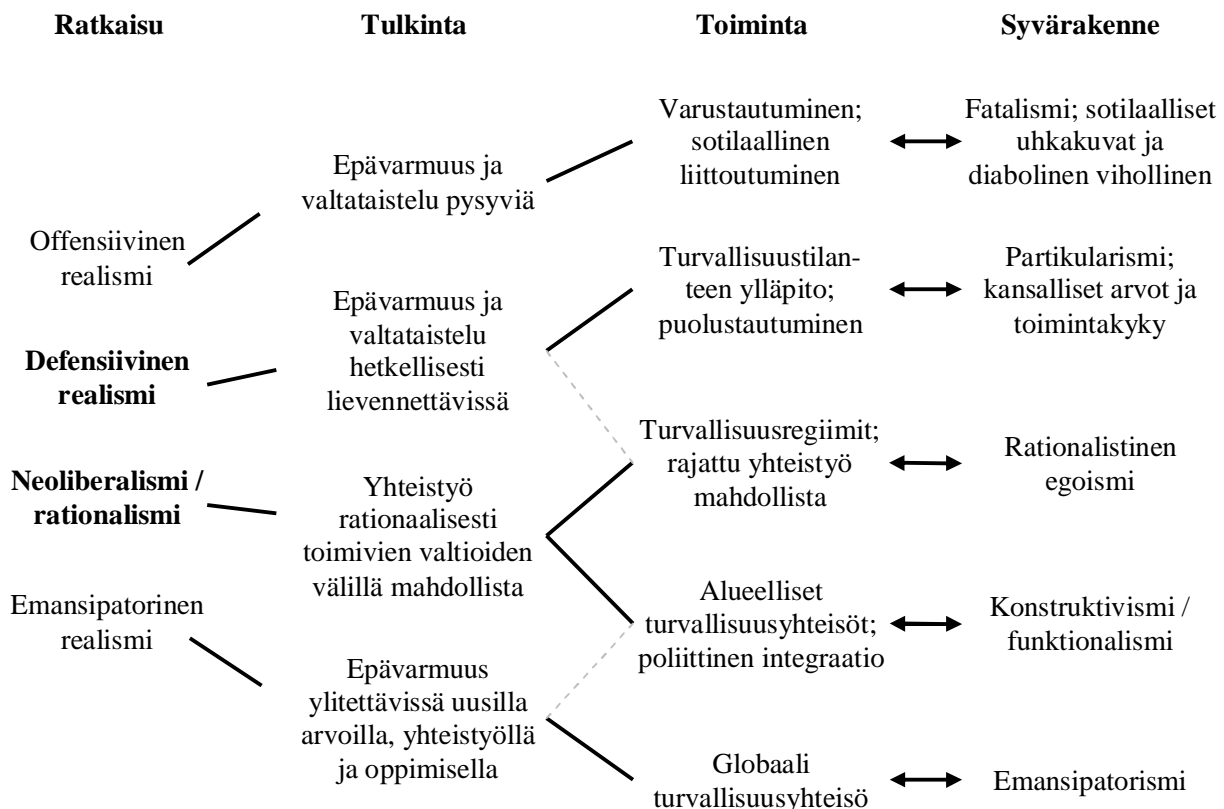 Ratkaisu
Tulkinta
Toiminta
Syvärakenne
Offensiivinen
realismi
Defensiivinen
realismi
Neoliberalismi /
rationalismi
Emansipatorinen
realismi
Epävarmuus ja
valtataistelu pysyviä
Epävarmuus ja
valtataistelu
hetkellisesti
lievennettävissä
Yhteistyö
rationaalisesti
toimivien valtioiden
välillä mahdollista
Epävarmuus
ylitettävissä uusilla
arvoilla, yhteistyöllä
ja oppimisella
Varustautuminen;
sotilaallinen
liittoutuminen
Turvallisuustilan-
teen ylläpito;
puolustautuminen
Turvallisuusregiimit;
rajattu yhteistyö
mahdollista
Alueelliset
turvallisuusyhteisöt;
poliittinen integraatio
Globaali
turvallisuusyhteisö
Fatalismi; sotilaalliset
uhkakuvat ja
diabolinen vihollinen
Partikularismi;
kansalliset arvot ja
toimintakyky
Rationalistinen
egoismi
Konstruktivismi /
funktionalismi
Emansipatorismi